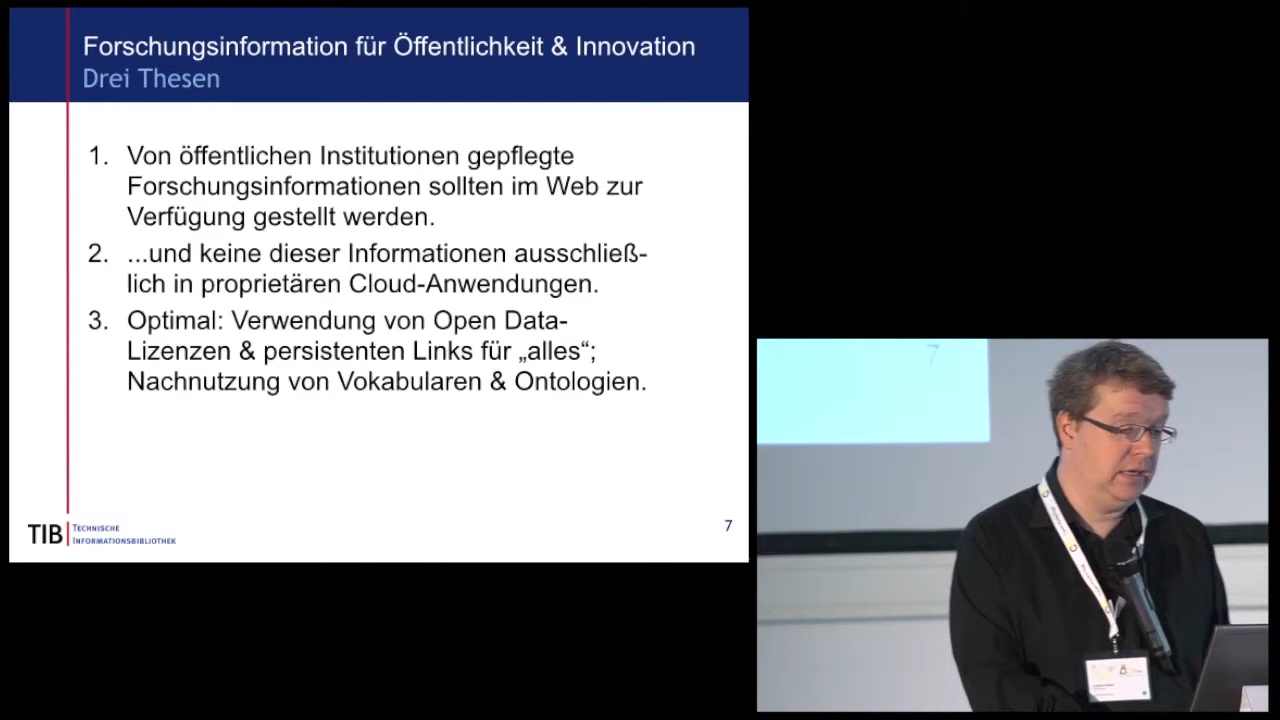 Forschungsinformation für Öffentlichkeit & Innovation
Drei Thesen
1. Von öffentlichen Institutionen gepflegte
Forschungsinformationen sollten im Web zur
Verfügung gestellt werden.
2. ...und keine dieser Informationen ausschließ-
lich in proprietären Cloud-Anwendungen.
3. Optimal: Verwendung von Open Data-
Lizenzen & persistenten Links für „alles“;
Nachnutzung von Vokabularen & Ontologien.
TIB TECHNISCHE
INFORMATIONSBIBLIOTHEK
7
7